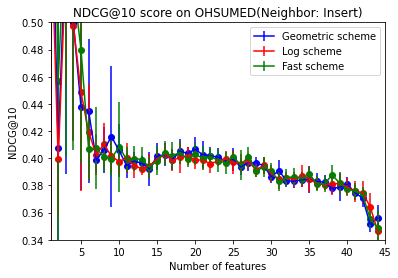 NDCG@10 score on OHSUMED(Neighbor: Insert)
Geometric scheme
Log scheme
Fast scheme
NDCG@10
0.50
0.48
0.46
0.44
0.42
0.40
0.38
0.36
0.34
5 10 15 20 25 30 35 40 45
Number of features